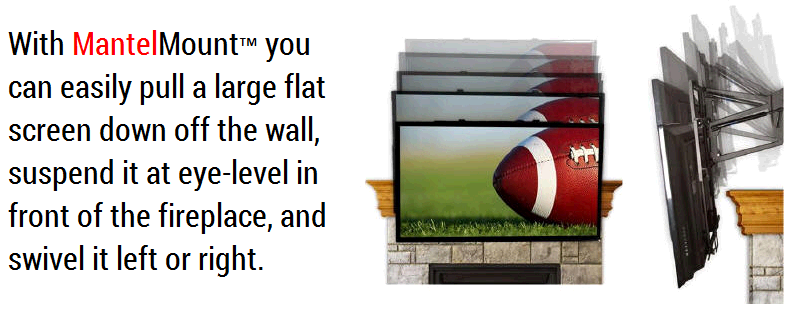 With MantelMount™ you
can easily pull a large flat
screen down off the wall,
suspend it at eye-level in
front of the fireplace, and
swivel it left or right.